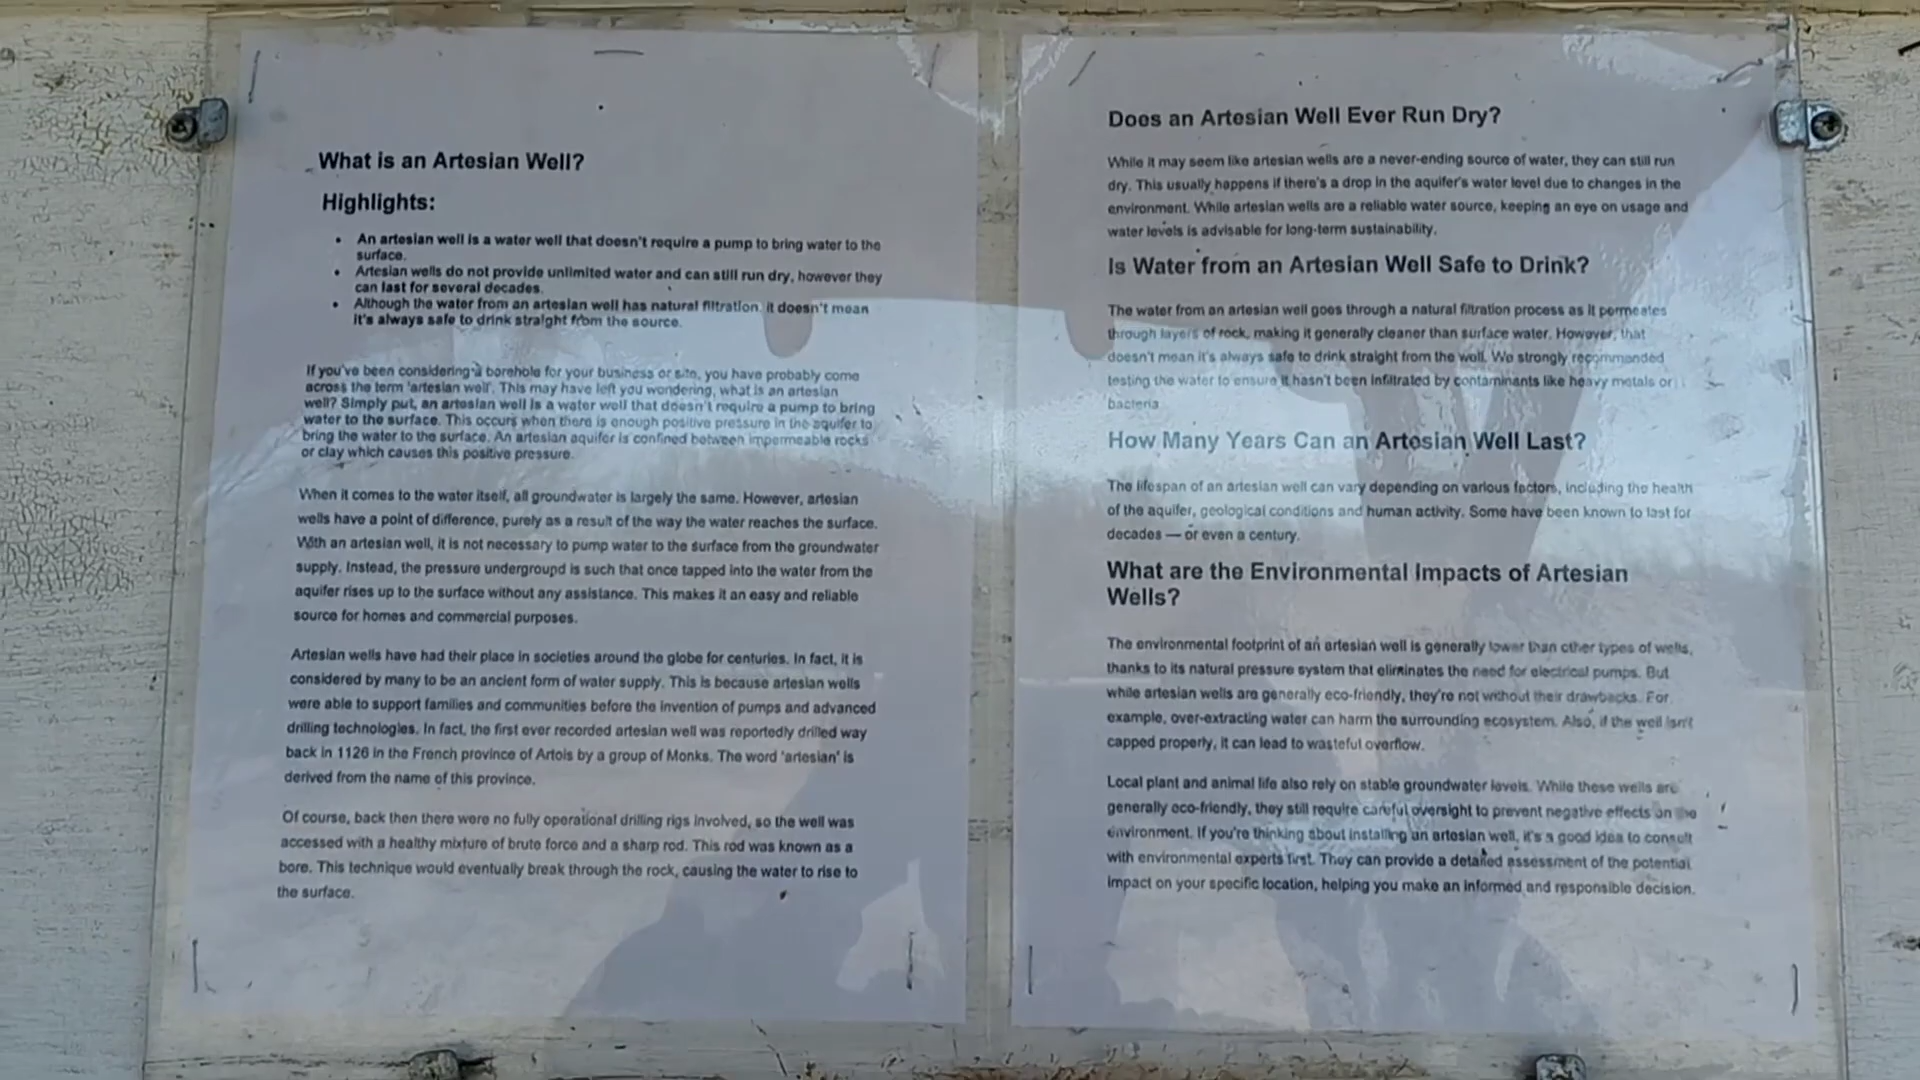 What is an Artesian Well?
Highlights:
• An artesian well is a water well that doesn't require a pump to bring water to the
surface.
• Artesian wells do not provide unlimited water and can still run dry, however they
can last for several decades.
• Although the water from an artesian well has natural filtration, it doesn't mean
it's always safe to drink straight from the source.
If you've been considering a borehole for your business or site, you have probably come
across the term 'artesian well'. This may have left you wondering, what is an artesian
well? Simply put, an artesian well is a water well that doesn't require a pump to bring
water to the surface. This occurs when there is enough positive pressure in the aquifer to
bring the water to the surface. An artesian aquifer is confined between impermeable rocks
or clay which causes this positive pressure.
When it comes to the water itself, all groundwater is largely the same. However, artesian
wells have a point of difference, purely as a result of the way the water reaches the surface.
With an artesian well, it is not necessary to pump water to the surface from the groundwater
supply. Instead, the pressure underground is such that once tapped into the water from the
aquifer rises up to the surface without any assistance. This makes it an easy and reliable
source for homes and commercial purposes.
Artesian wells have had their place in societies around the globe for centuries. In fact, it is
considered by many to be an ancient form of water supply. This is because artesian wells
were able to support families and communities before the invention of pumps and advanced
drilling technologies. In fact, the first ever recorded artesian well was reportedly drilled way
back in 1126 in the French province of Artois by a group of Monks. The word 'artesian' is
derived from the name of this province.
Of course, back then there were no fully operational drilling rigs involved, so the well was
accessed with a healthy mixture of brute force and a sharp rod. This rod was known as a
bore. This technique would eventually break through the rock, causing the water to rise to
the surface.
Does an Artesian Well Ever Run Dry?
While it may seem like artesian wells are a never-ending source of water, they can still run
dry. This usually happens if there's a drop in the aquifer's water level due to changes in the
environment. While artesian wells are a reliable water source, keeping an eye on usage and
water levels is advisable for long-term sustainability.
Is Water from an Artesian Well Safe to Drink?
The water from an artesian well goes through a natural filtration process as it permeates
through layers of rock, making it generally cleaner than surface water. However, that
doesn't mean it's always safe to drink straight from the well. We strongly recommended
testing the water to ensure it hasn't been infiltrated by contaminants like heavy metals or
bacteria
How Many Years Can an Artesian Well Last?
The lifespan of an artesian well can vary depending on various factors, including the health
of the aquifer, geological conditions and human activity. Some have been known to last for
decades — or even a century.
What are the Environmental Impacts of Artesian
Wells?
The environmental footprint of an artesian well is generally lower than other types of wells,
thanks to its natural pressure system that eliminates the need for electrical pumps. But
while artesian wells are generally eco-friendly, they're not without their drawbacks. For
example, over-extracting water can harm the surrounding ecosystem. Also, if the well isn't
capped properly, it can lead to wasteful overflow.
Local plant and animal life also rely on stable groundwater levels. While these wells are
generally eco-friendly, they still require careful oversight to prevent negative effects on the
environment. If you're thinking about installing an artesian well, it's a good idea to consult
with environmental experts first. They can provide a detailed assessment of the potential
impact on your specific location, helping you make an informed and responsible decision.